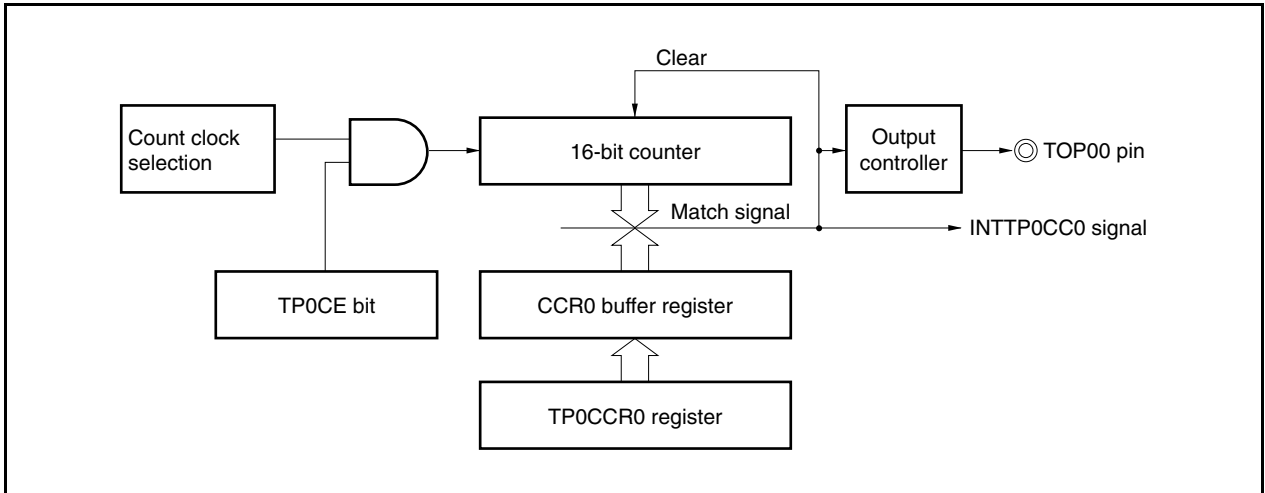 Clear
Count clock
selection
16-bit counter
Output
controller
TOP00 pin
Match signal
INTTP0CC0 signal
TP0CE bit
CCR0 buffer register
TP0CCR0 register